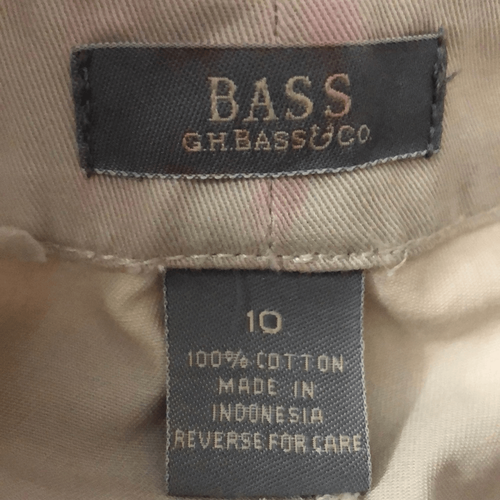 BASS
G.H.BASS&CO
10
100% COTTON
MADE IN
INDONESIA
REVERSE FOR CARE